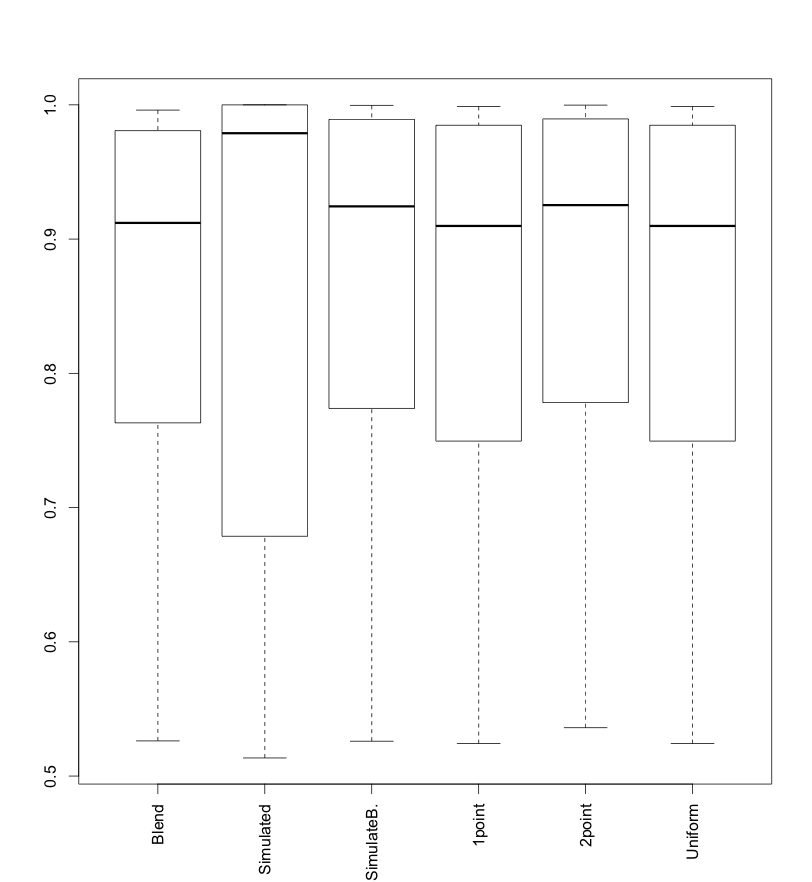 1.0
0.9
0.8
0.7
0.6
0.5
Blend
Simulated
SimulateB.
1point
2point
Uniform